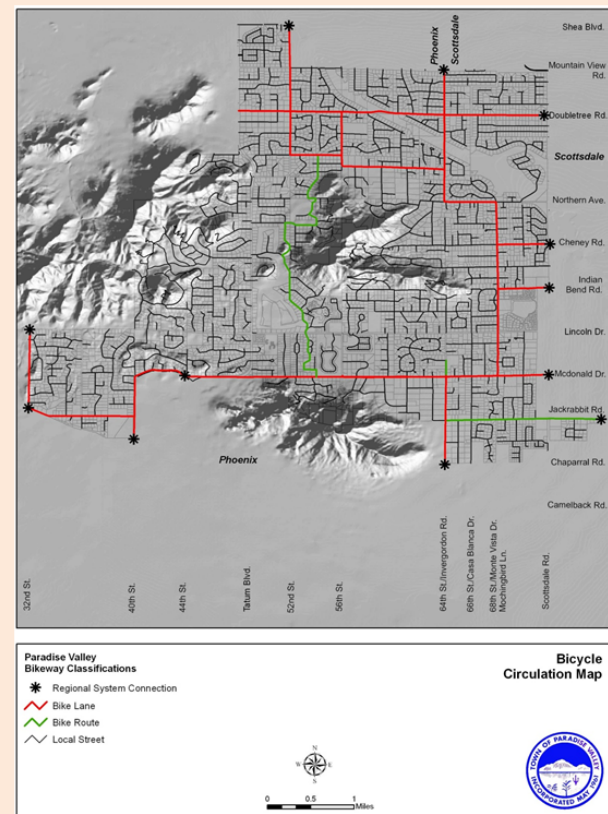 Shea Blvd.
Phoenix
Scottsdale
Mountain View
Rd.
Doubletree Rd.
Scottsdale
Northern Ave.
Cheney Rd.
Indian
Bend Rd.
Lincoln Dr.
Mcdonald Dr.
Jackrabbit Rd.
Phoenix
Chaparral Rd.
Camelback Rd.
32nd St.
40th St.
44th St.
Tatum Blvd.
52nd St.
56th St.
64th St./Invergordon Rd.
66th St./Casa Blanca Dr.
68th St./Monte Vista Dr.
Mochingbird Ln.
Scottsdale Rd.
Paradise Valley
Bikeway Classifications
Regional System Connection
Bike Lane
Bike Route
Local Street
N
W E
S
0 0.5 1
Miles
Bicycle
Circulation Map
TOWN OF PARADISE VALLEY
INCORPORATED MAY 1961